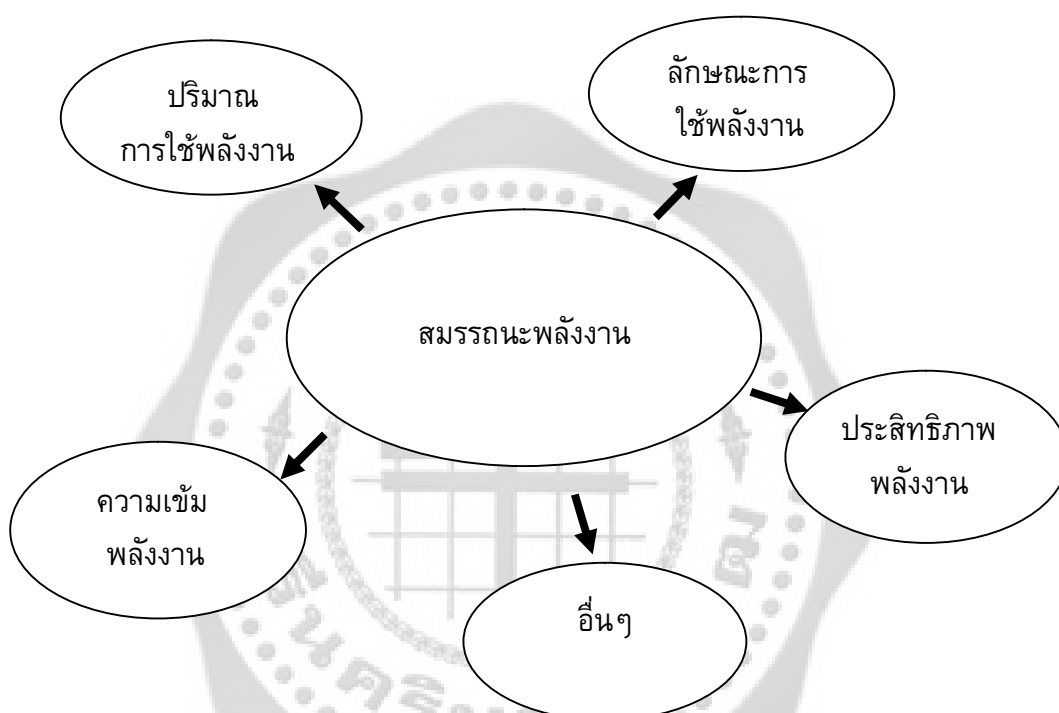 ปริมาณ
การใช้พลังงาน
ลักษณะการ
ใช้พลังงาน
สมรรถนะพลังงาน
ประสิทธิภาพ
พลังงาน
ความเข้ม
พลังงาน
อื่นๆ